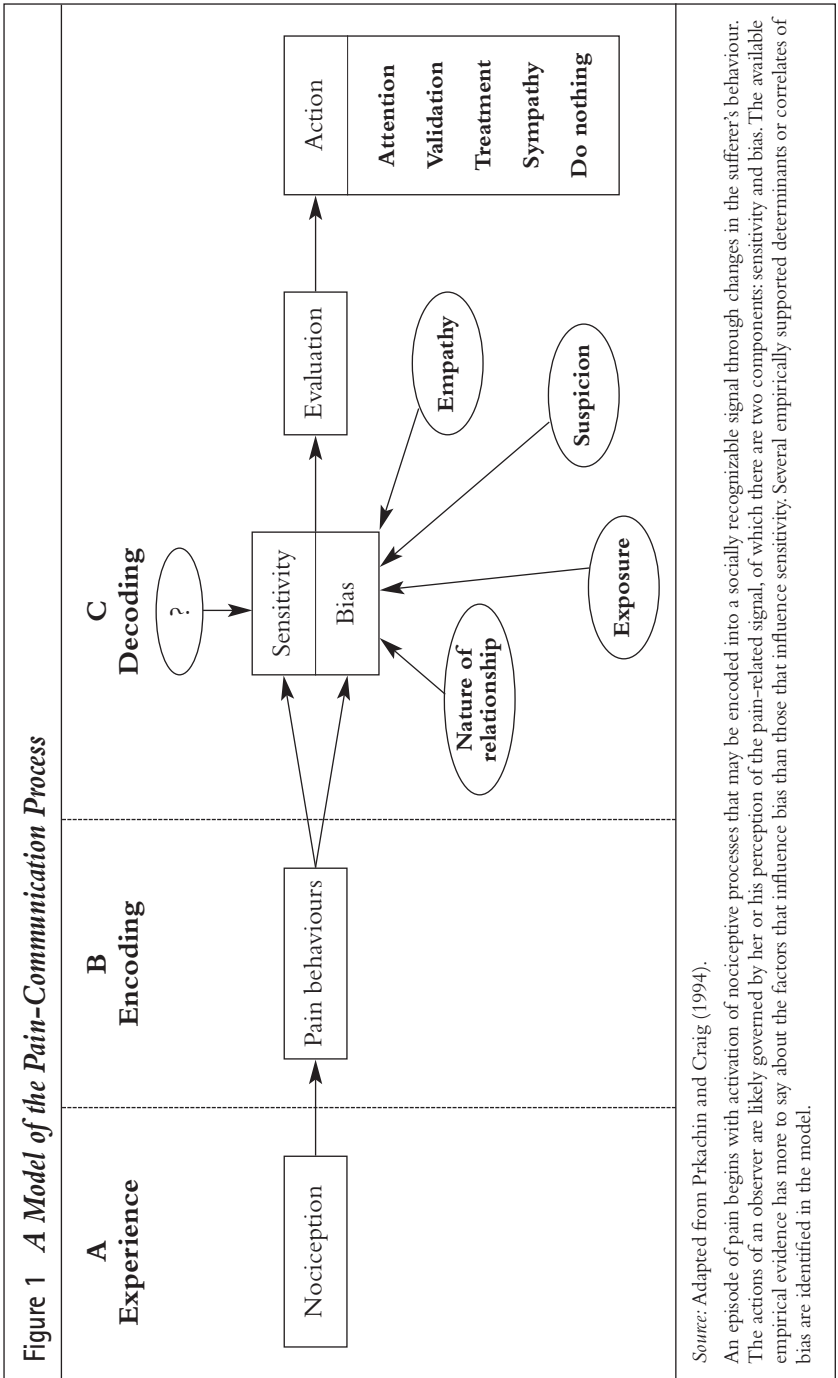 Figure 1 A Model of the Pain-Communication Process
A
Experience
Nociception
B
Encoding
Pain behaviours
C
Decoding
?
Sensitivity
Bias
Nature of
relationship
Exposure
Suspicion
Empathy
Evaluation
Action
Attention
Validation
Treatment
Sympathy
Do nothing
Source: Adapted from Prkachin and Craig (1994).
An episode of pain begins with activation of nociceptive processes that may be encoded into a socially recognizable signal through changes in the sufferer's behaviour.
The actions of an observer are likely governed by her or his perception of the pain-related signal, of which there are two components: sensitivity and bias. The available
empirical evidence has more to say about the factors that influence bias than those that influence sensitivity. Several empirically supported determinants or correlates of
bias are identified in the model.